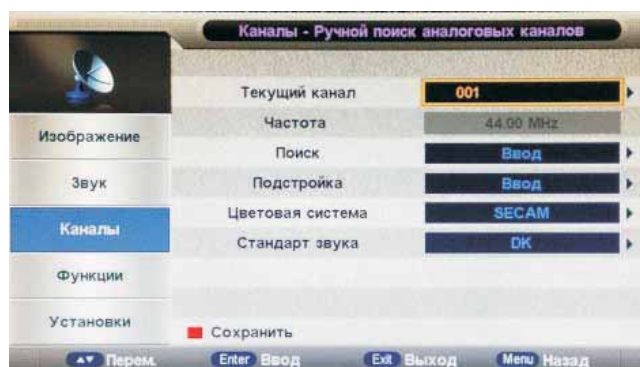 Каналы - Ручной поиск аналоговых каналов
Текущий канал 001
Частота 44.00 MHz
Изображение
Поиск Ввод
Звук
Подстройка Ввод
Цветовая система SECAM
Каналы
Стандарт звука DK
Функции
Установки
Сохранить
Перем. Enter Ввод Exit Выход Menu Назад